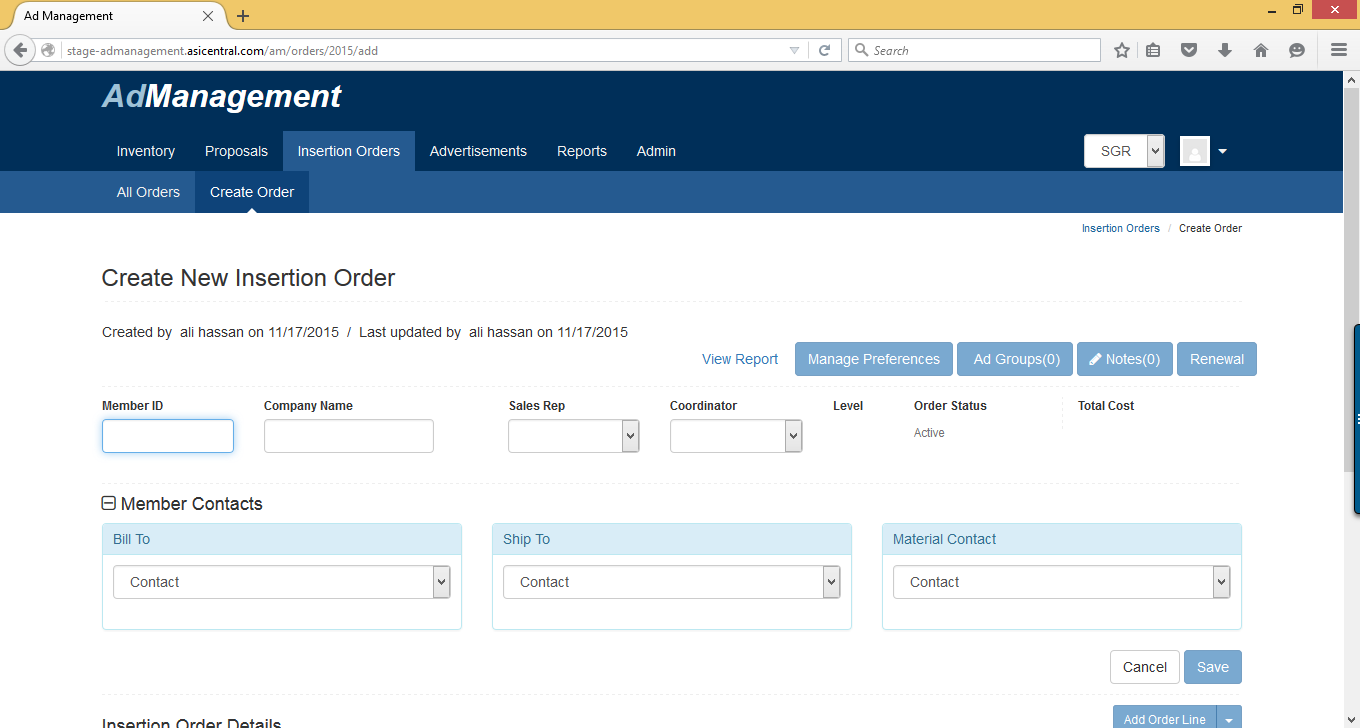 Ad Management
stage-admanagement.asicentral.com/am/orders/2015/add
Search
AdManagement
Inventory Proposals Insertion Orders Advertisements Reports Admin
SGR
All Orders Create Order
Insertion Orders / Create Order
Create New Insertion Order
Created by ali hassan on 11/17/2015 / Last updated by ali hassan on 11/17/2015
View Report Manage Preferences Ad Groups(0) Notes(0) Renewal
Member ID Company Name Sales Rep Coordinator Level Order Status Total Cost
Active
Member Contacts
Bill To Ship To Material Contact
Contact Contact Contact
Cancel Save
Insertion Order Details
Add Order Line